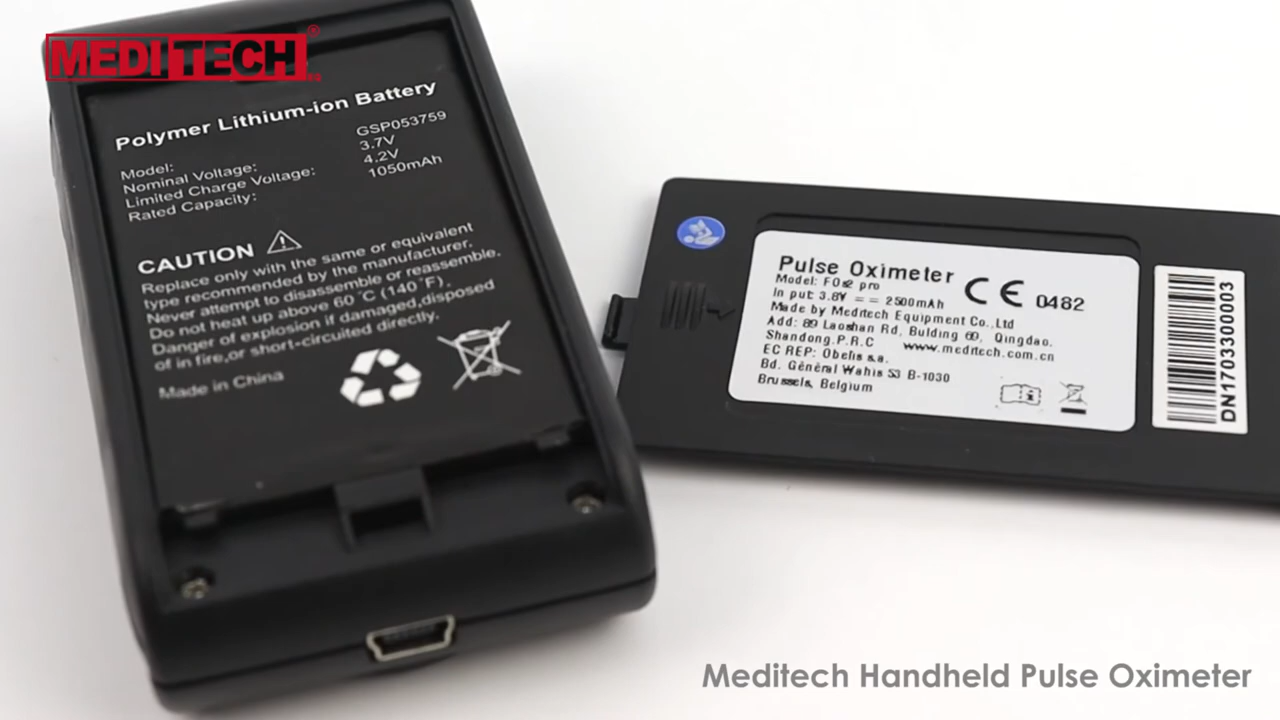 MEDITECH®
Polymer Lithium-ion Battery
Model: GSP053759
Nominal Voltage: 3.7V
Limited Charge Voltage: 4.2V
Rated Capacity: 1050mAh
CAUTION
Replace only with the same or equivalent
type recommended by the manufacturer.
Never attempt to disassemble or reassemble.
Do not heat up above 60 °C (140 °F).
Danger of explosion if damaged,disposed
of in fire,or short-circuited directly.
Made in China
Pulse Oximeter
Model: FOs2 pro
Input: 3.8V == 2500mAh
Made by Meditech Equipment Co.,Ltd
Add: 89 Laoshan Rd, Bulding 6D, Qingdao.
Shandong.P.R.C www.meditech.com.cn
EC REP: Obelis s.a.
Bd. Général Wahis 53 B-1030
Brussels, Belgium
CE 0482
DN1703300003
Meditech Handheld Pulse Oximeter